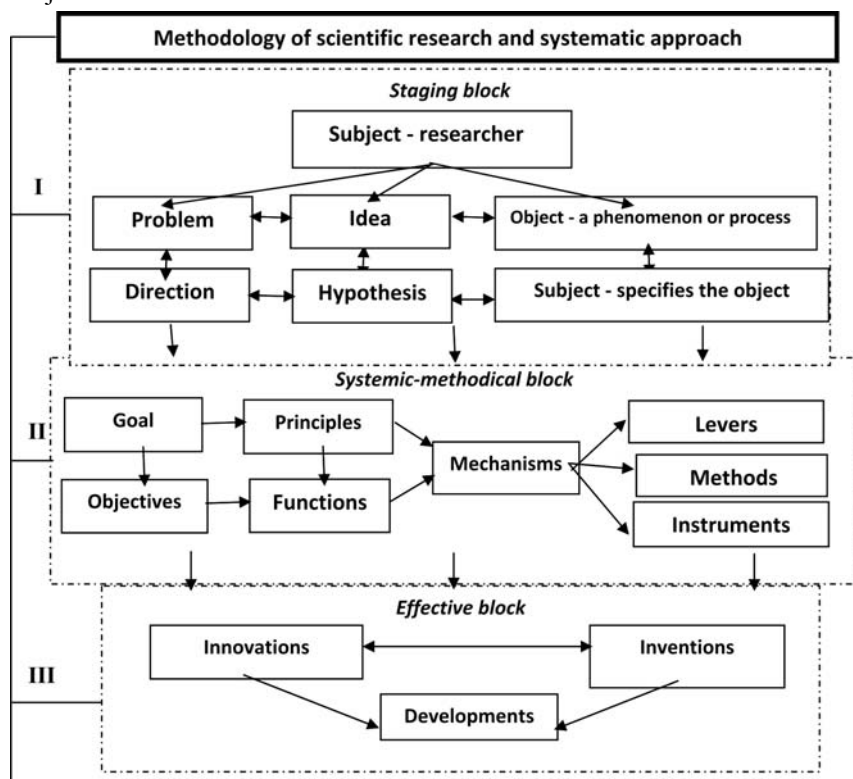 Methodology of scientific research and systematic approach
Staging block
Subject - researcher
I
Problem
Idea
Object - a phenomenon or process
Direction
Hypothesis
Subject - specifies the object
Systemic-methodical block
II
Goal
Principles
Levers
Mechanisms
Methods
Objectives
Functions
Instruments
Effective block
Innovations
Inventions
III
Developments